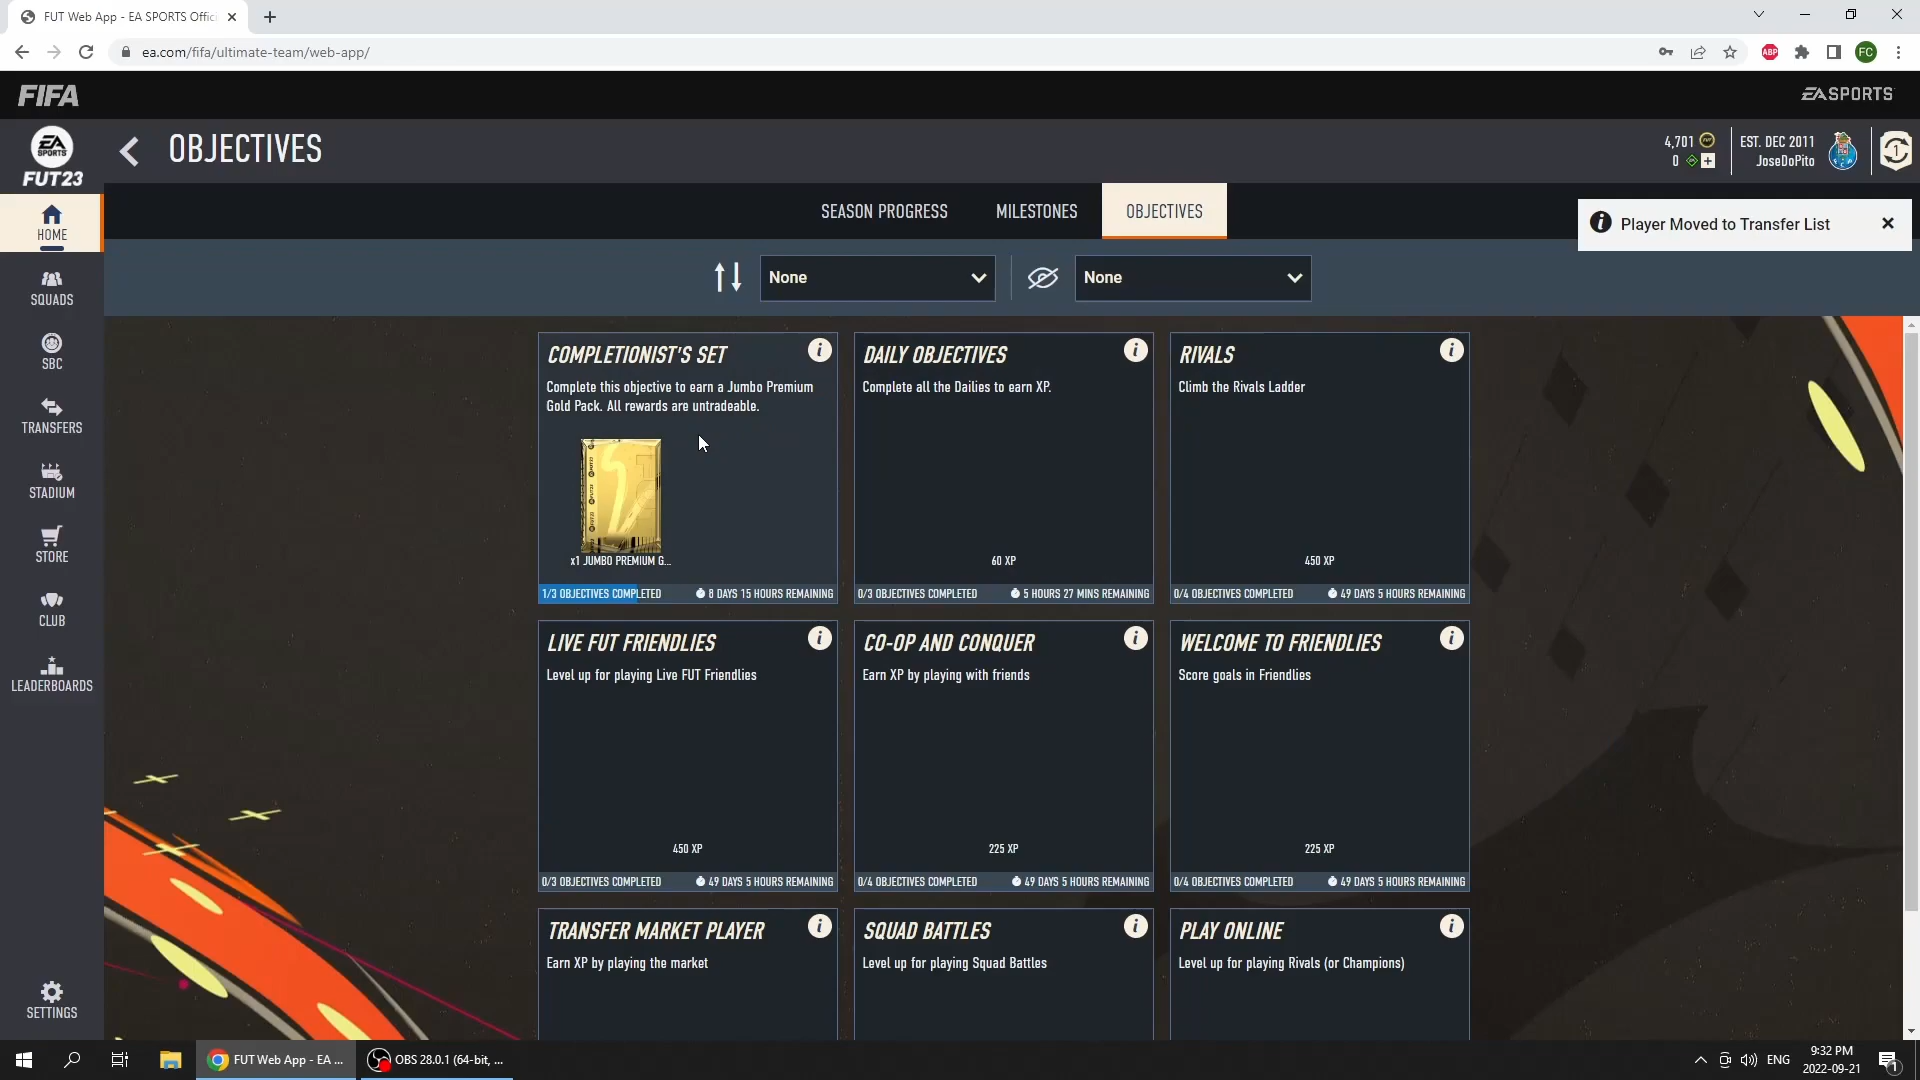 FUT Web App - EA SPORTS Offici
ea.com/fifa/ultimate-team/web-app/
ABP
FC
FIFA
EA SPORTS
EA SPORTS
FUT23
OBJECTIVES
4,701
0
EST. DEC 2011
JoseDoPito
1
SEASON PROGRESS
MILESTONES
OBJECTIVES
Player Moved to Transfer List
None
None
HOME
SQUADS
SBC
TRANSFERS
STADIUM
STORE
CLUB
LEADERBOARDS
SETTINGS
COMPLETIONIST'S SET
Complete this objective to earn a Jumbo Premium
Gold Pack. All rewards are untradeable.
x1 JUMBO PREMIUM G...
1/3 OBJECTIVES COMPLETED
8 DAYS 15 HOURS REMAINING
DAILY OBJECTIVES
Complete all the Dailies to earn XP.
60 XP
0/3 OBJECTIVES COMPLETED
5 HOURS 27 MINS REMAINING
RIVALS
Climb the Rivals Ladder
450 XP
0/4 OBJECTIVES COMPLETED
49 DAYS 5 HOURS REMAINING
LIVE FUT FRIENDLIES
Level up for playing Live FUT Friendlies
450 XP
0/3 OBJECTIVES COMPLETED
49 DAYS 5 HOURS REMAINING
CO-OP AND CONQUER
Earn XP by playing with friends
225 XP
0/4 OBJECTIVES COMPLETED
49 DAYS 5 HOURS REMAINING
WELCOME TO FRIENDLIES
Score goals in Friendlies
225 XP
0/4 OBJECTIVES COMPLETED
49 DAYS 5 HOURS REMAINING
TRANSFER MARKET PLAYER
Earn XP by playing the market
SQUAD BATTLES
Level up for playing Squad Battles
PLAY ONLINE
Level up for playing Rivals (or Champions)
FUT Web App - EA ...
OBS 28.0.1 (64-bit, ...
ENG
9:32 PM
2022-09-21
1